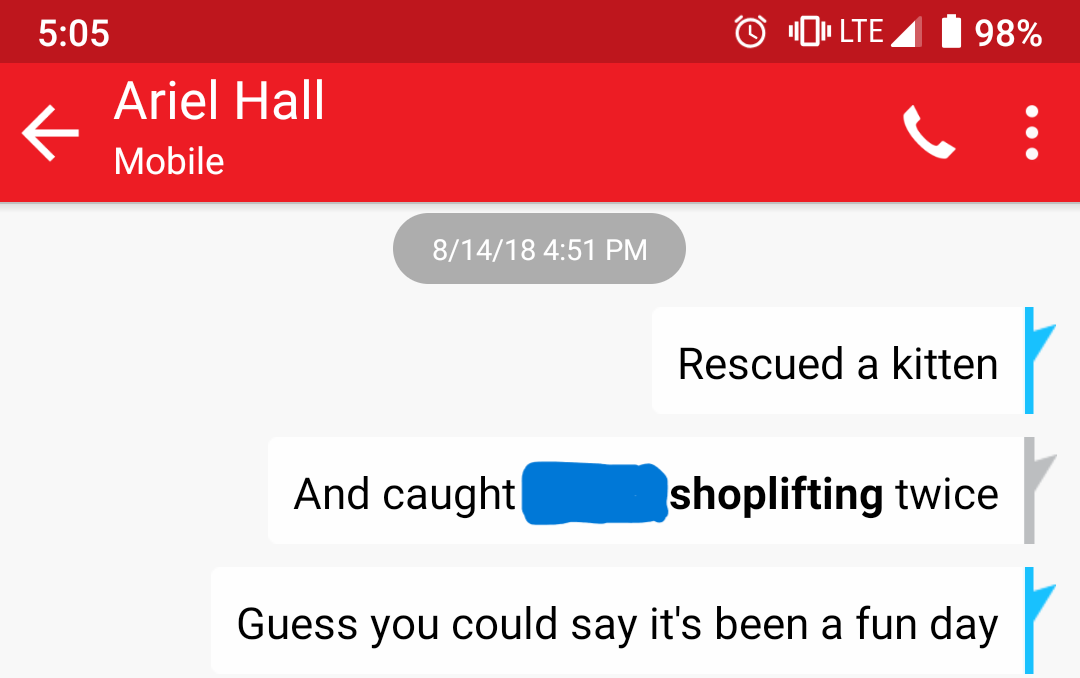 5:05 LTE 98%
Ariel Hall
Mobile
8/14/18 4:51 PM
Rescued a kitten
And caught shoplifting twice
Guess you could say it's been a fun day